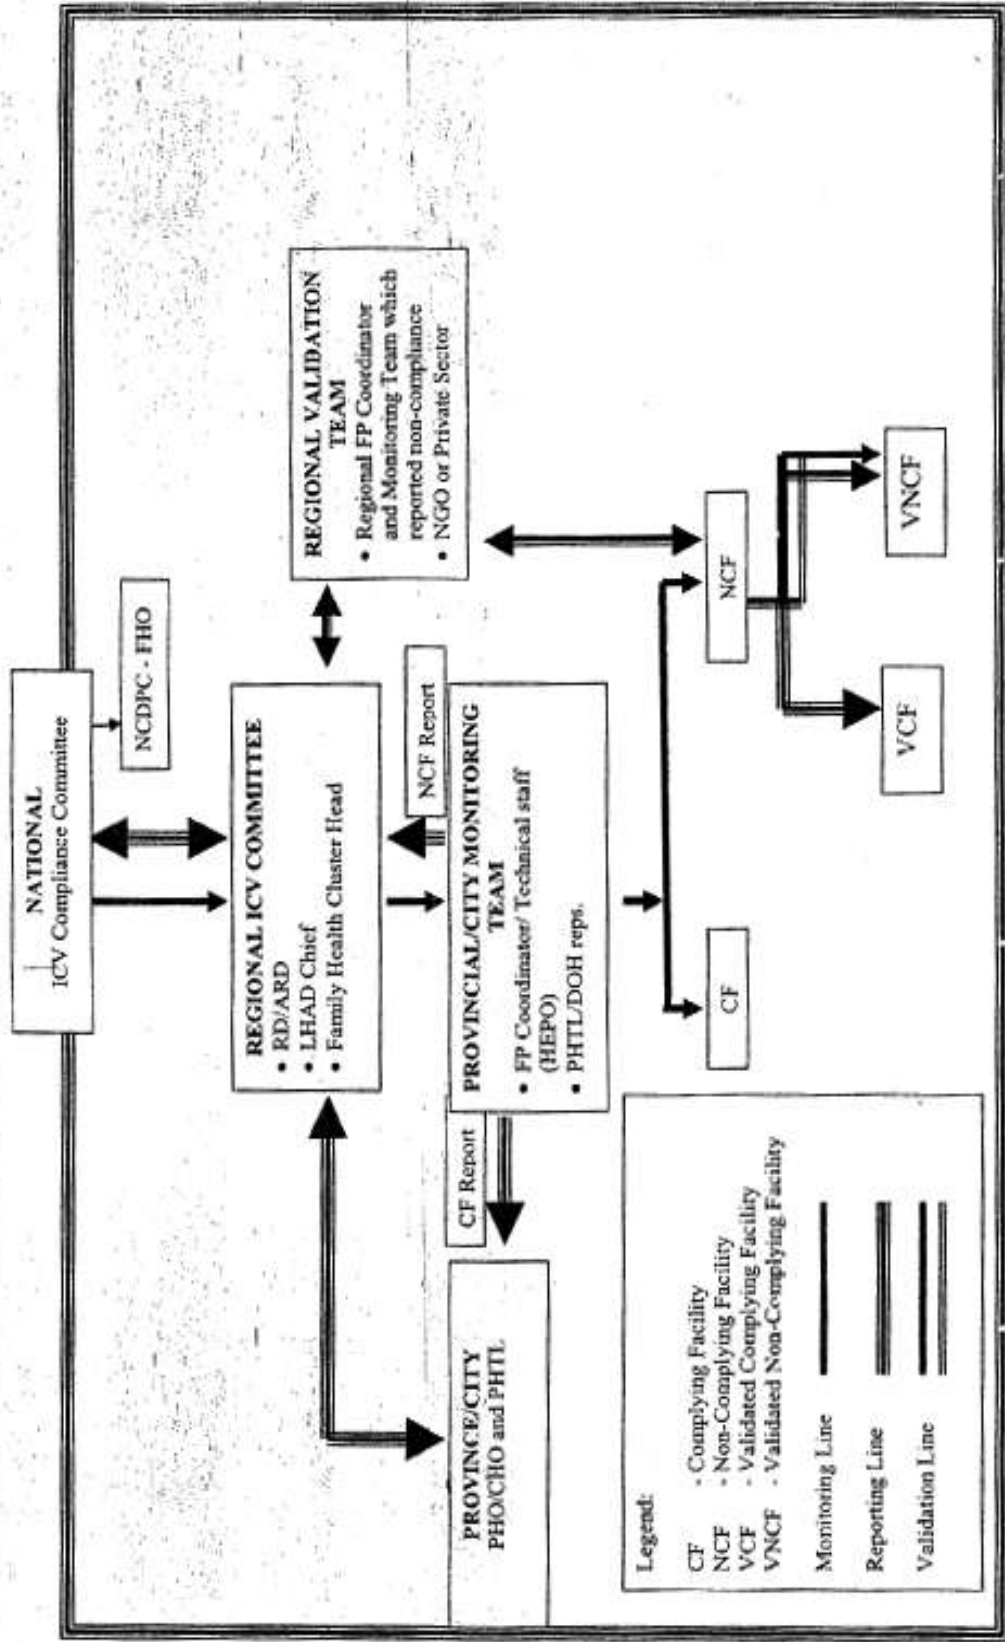 NATIONAL
ICV Compliance Committee
NCDPC - FHO
REGIONAL ICV COMMITTEE
• RD/ARD
• LHAD Chief
• Family Health Cluster Head
REGIONAL VALIDATION
TEAM
• Regional FP Coordinator
and Monitoring Team which
reported non-compliance
• NGO or Private Sector
NCF Report
CF Report
PROVINCE/CITY
PHO/CHO and PHTL
PROVINCIAL/CITY MONITORING
TEAM
• FP Coordinator/ Technical staff
(HEPO)
• PHTL/DOH reps.
CF
NCF
VCF
VNCF
Legend:
CF - Complying Facility
NCF - Non-Complying Facility
VCF - Validated Complying Facility
VNCF - Validated Non-Complying Facility
Monitoring Line
Reporting Line
Validation Line